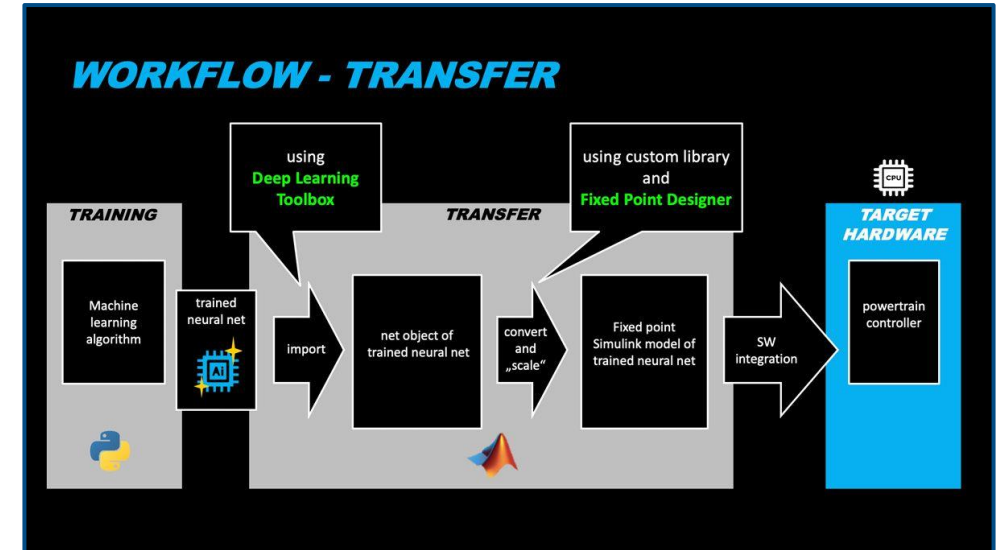 WORKFLOW - TRANSFER
using
Deep Learning
Toolbox
using custom library
and
Fixed Point Designer
CPU
TRAINING
TRANSFER
TARGET
HARDWARE
Machine
learning
algorithm
trained
neural net
Ai
import
net object of
trained neural net
convert
and
„scale“
Fixed point
Simulink model of
trained neural net
SW
integration
powertrain
controller